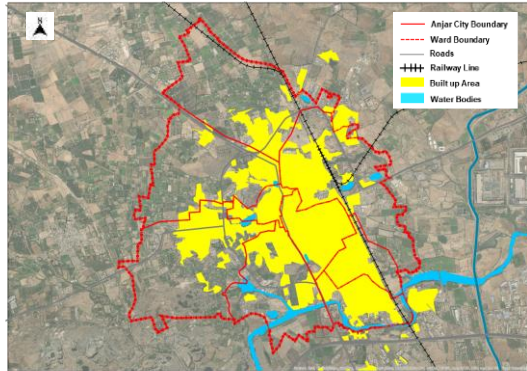 N
Anjar City Boundary
Ward Boundary
Roads
Railway Line
Built up Area
Water Bodies